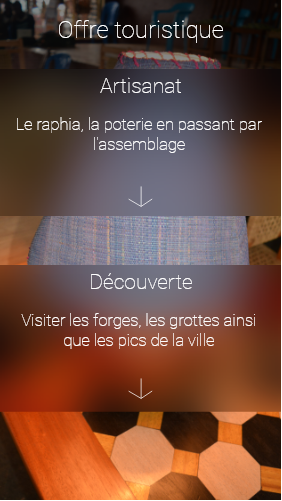 Offre touristique
Artisanat
Le raphia, la poterie en passant par
l'assemblage
Découverte
Visiter les forges, les grottes ainsi
que les pics de la ville